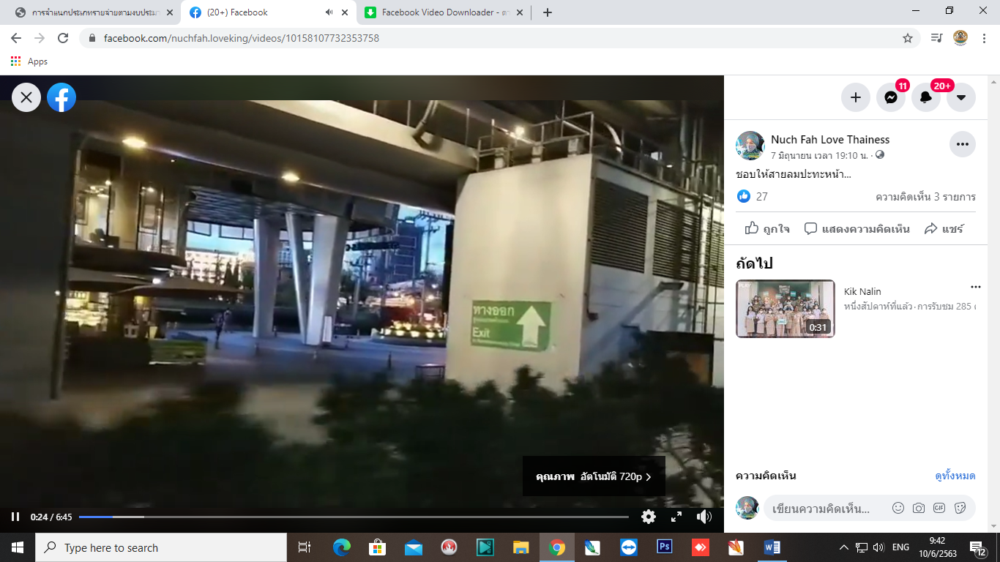 การจำแนกประเภทรายจ่ายตามงบประมา
(20+) Facebook
Facebook Video Downloader - ดา
facebook.com/nuchfah.loveking/videos/10158107732353758
Apps
11
20+
Nuch Fah Love Thainess
7 มิถุนายน เวลา 19:10 น. ·
ชอบให้สายลมปะทะหน้า...
27
ความคิดเห็น 3 รายการ
ถูกใจ
แสดงความคิดเห็น
แชร์
ถัดไป
PLAY
0:31
Kik Nalin
หนึ่งสัปดาห์ที่แล้ว · การรับชม 285 ค
ทางออก
Exit
คุณภาพ อัตโนมัติ 720p
0:24 / 6:45
ความคิดเห็น
ดูทั้งหมด
เขียนความคิดเห็น...
GIF
Type here to search
Ps
ENG
9:42
10/6/2563
12